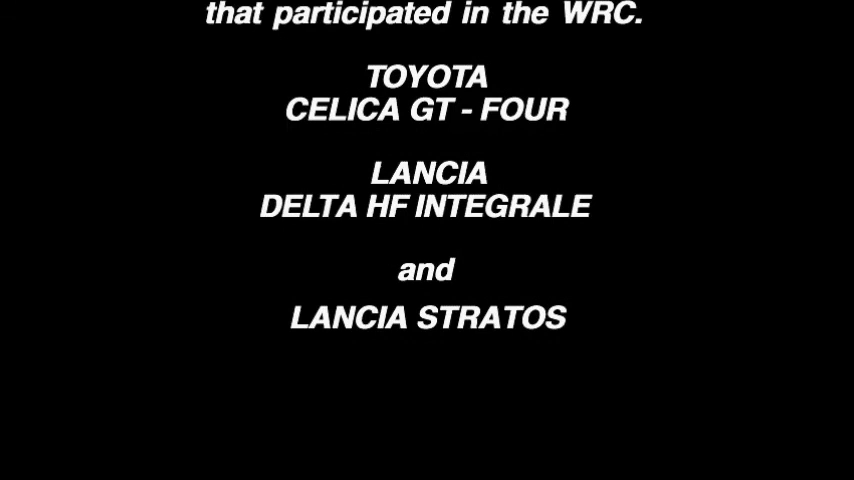 that participated in the WRC.
TOYOTA
CELICA GT - FOUR
LANCIA
DELTA HF INTEGRALE
and
LANCIA STRATOS